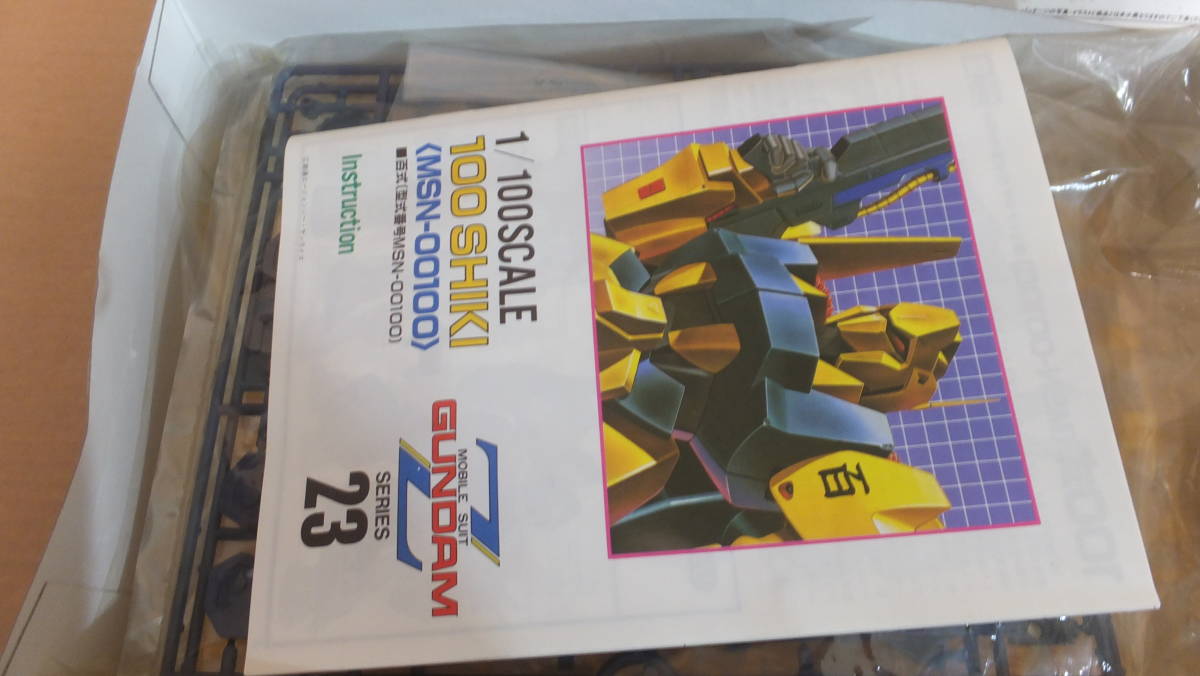 1/100SCALE
100 SHIKI
〈MSN-00100〉
■百式(型式番号MSN-00100)
Instruction
MOBILE SUIT
Z
GUNDAM
SERIES
23
百